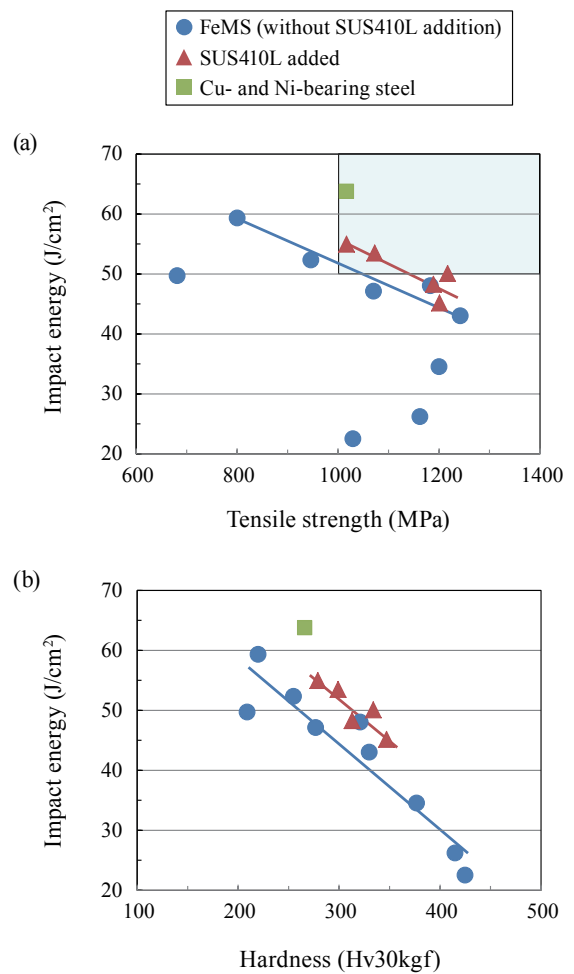 FeMS (without SUS410L addition)
SUS410L added
Cu- and Ni-bearing steel
(a)
70
60
50
40
30
20
Impact energy (J/cm²)
600 800 1000 1200 1400
Tensile strength (MPa)
(b)
70
60
50
40
30
20
Impact energy (J/cm²)
100 200 300 400 500
Hardness (Hv30kgf)